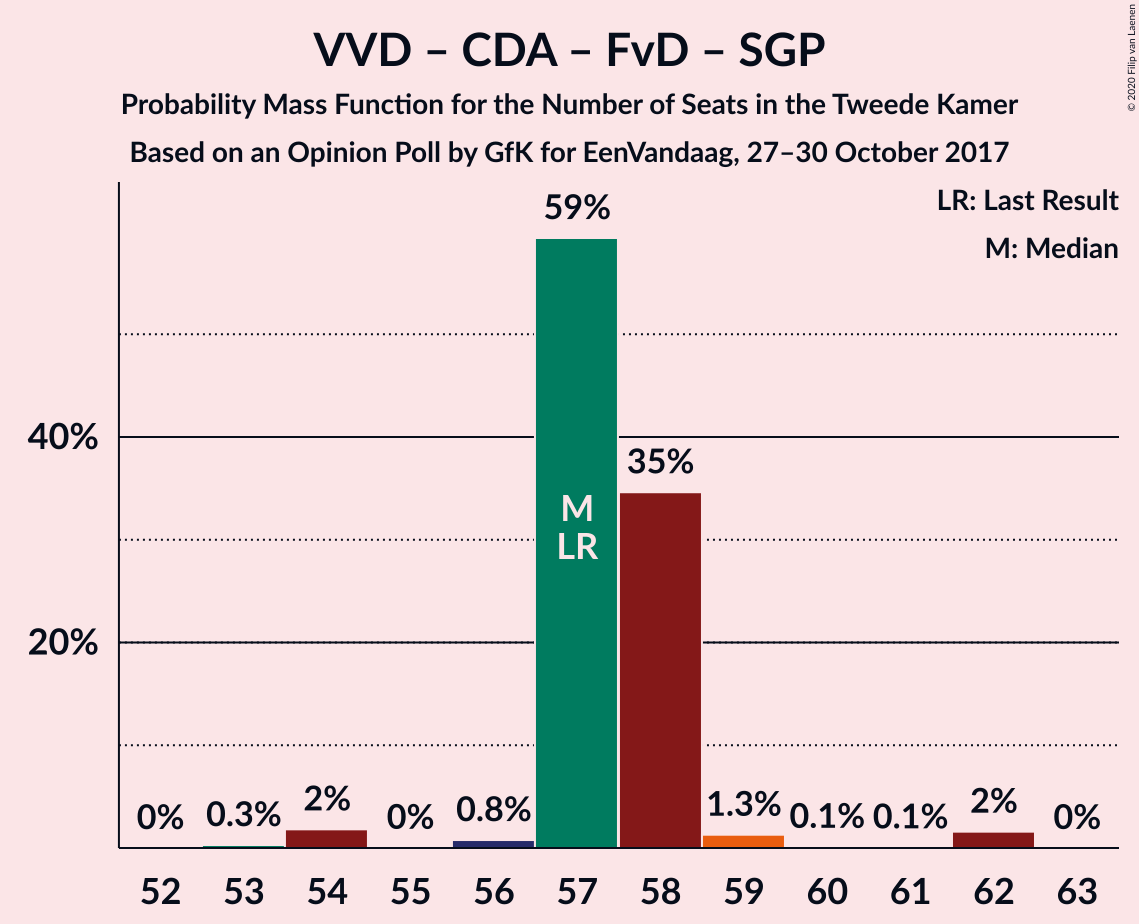 VVD – CDA – FvD – SGP
Probability Mass Function for the Number of Seats in the Tweede Kamer
Based on an Opinion Poll by GfK for EenVandaag, 27–30 October 2017
© 2020 Filip van Laenen
LR: Last Result
M: Median
59%
40%
35%
M
LR
20%
0% 0.3% 2% 0% 0.8% 1.3% 0.1% 0.1% 2% 0%
52 53 54 55 56 57 58 59 60 61 62 63